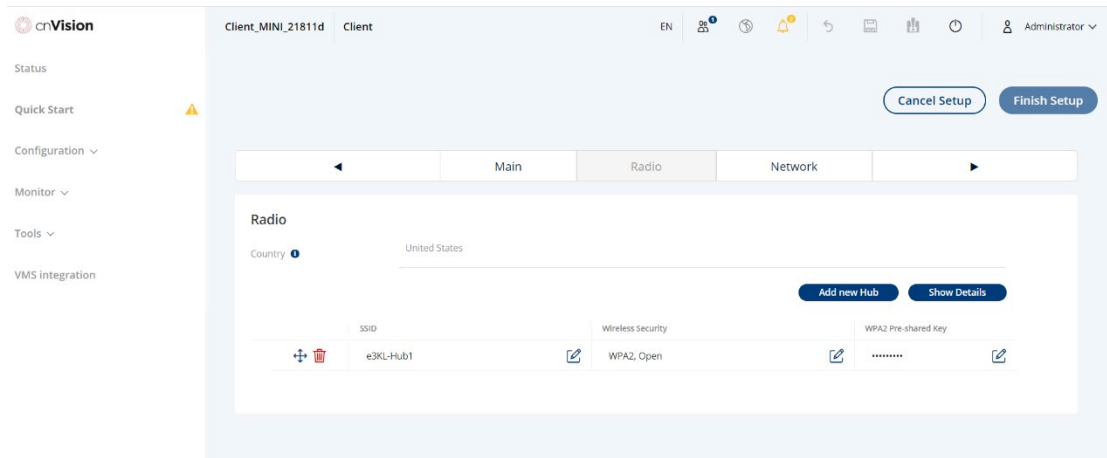 cnVision
Client_MINI_21811d Client
EN
1
Administrator
Status
Quick Start
Configuration
Monitor
Tools
VMS integration
Cancel Setup
Finish Setup
Main
Radio
Network
Radio
Country
United States
Add new Hub
Show Details
SSID
Wireless Security
WPA2 Pre-shared Key
e3KL-Hub1
WPA2, Open
•••••••••